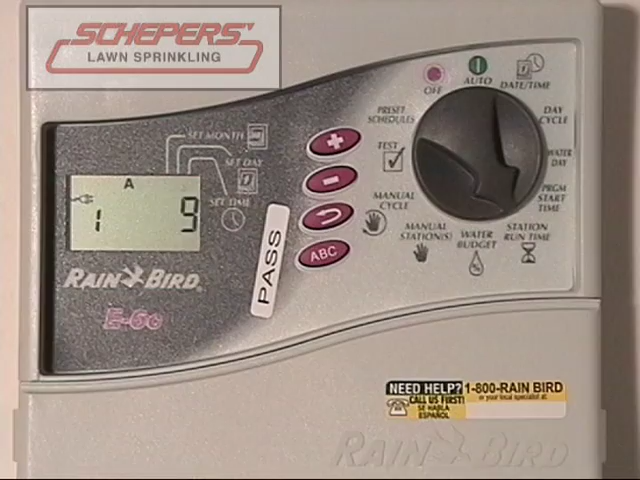 SCHEPERS'
LAWN SPRINKLING
OFF
AUTO
DATE/TIME
DAY
CYCLE
WATER
DAY
PRGM
START
TIME
STATION
RUN TIME
WATER
BUDGET
MANUAL
STATION(S)
MANUAL
CYCLE
TEST
PRESET
SCHEDULES
SET MONTH
SET DAY
SET TIME
A
1 9
ABC
PASS
RAIN BIRD
E-6c
NEED HELP? 1-800-RAIN BIRD
or your local specialist at:
CALL US FIRST!
SE HABLA
ESPAÑOL
RAIN BIRD